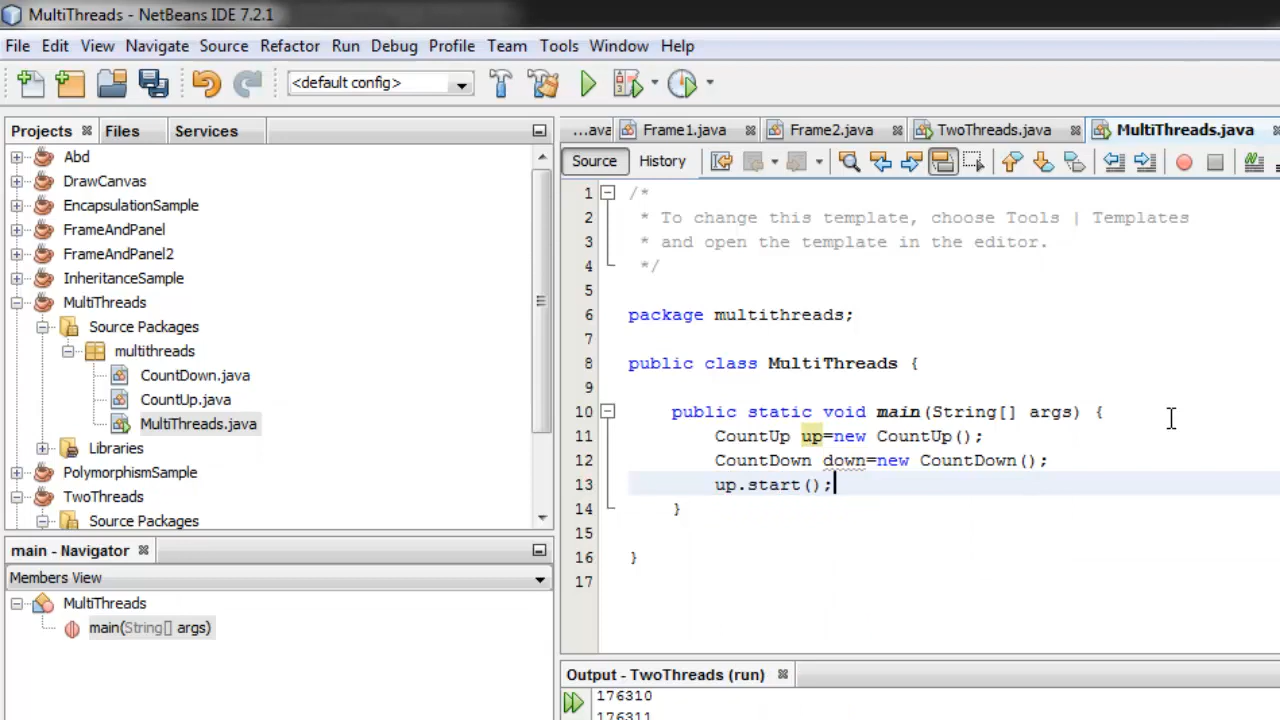 MultiThreads - NetBeans IDE 7.2.1
File Edit View Navigate Source Refactor Run Debug Profile Team Tools Window Help
<default config>
Projects Files Services
Abd
DrawCanvas
EncapsulationSample
FrameAndPanel
FrameAndPanel2
InheritanceSample
MultiThreads
Source Packages
multithreads
CountDown.java
CountUp.java
MultiThreads.java
Libraries
PolymorphismSample
TwoThreads
Source Packages
main - Navigator
Members View
MultiThreads
main(String[] args)
...ava Frame1.java Frame2.java TwoThreads.java MultiThreads.java
Source History
1 /*
2 * To change this template, choose Tools | Templates
3 * and open the template in the editor.
4 */
5
6 package multithreads;
7
8 public class MultiThreads {
9
10 public static void main(String[] args) {
11 CountUp up=new CountUp();
12 CountDown down=new CountDown();
13 up.start();
14 }
15
16 }
17
Output - TwoThreads (run)
176310
176311